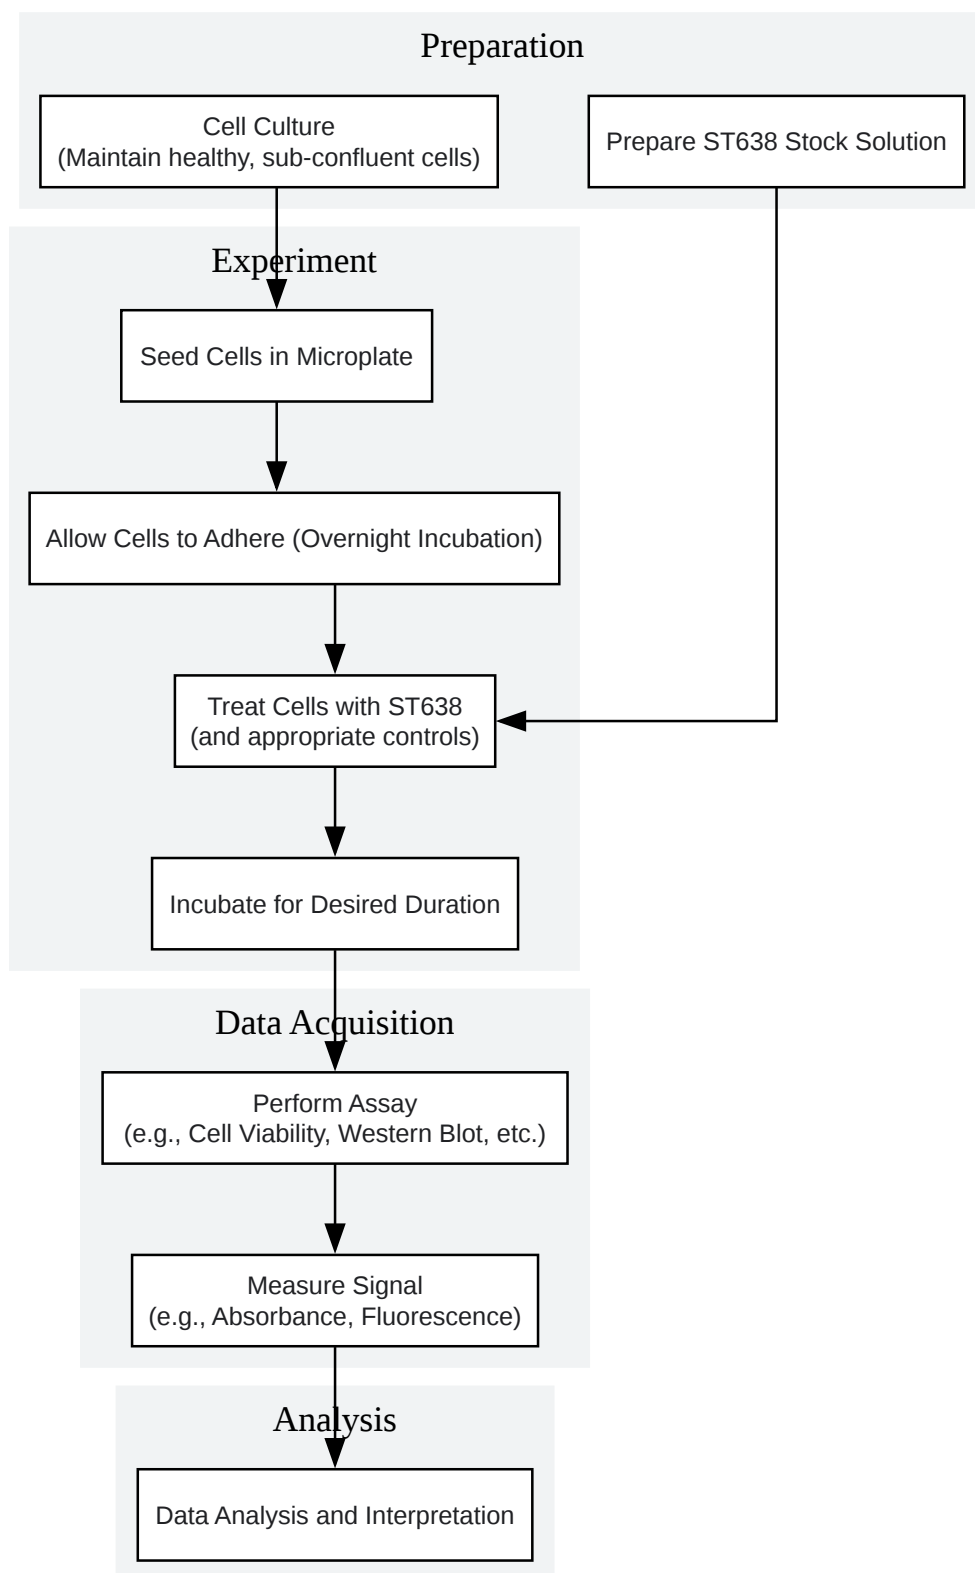 Preparation
Cell Culture
(Maintain healthy, sub-confluent cells)
Prepare ST638 Stock Solution
Experiment
Seed Cells in Microplate
Allow Cells to Adhere (Overnight Incubation)
Treat Cells with ST638
(and appropriate controls)
Incubate for Desired Duration
Data Acquisition
Perform Assay
(e.g., Cell Viability, Western Blot, etc.)
Measure Signal
(e.g., Absorbance, Fluorescence)
Analysis
Data Analysis and Interpretation